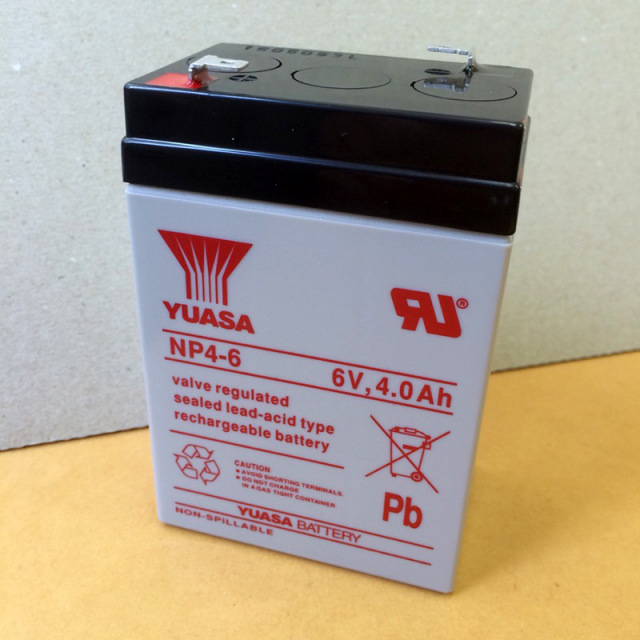 YUASA
NP4-6
6V, 4.0Ah
valve regulated
sealed lead-acid type
rechargeable battery
CAUTION
● AVOID SHORTING TERMINALS.
● DO NOT CHARGE
IN A GAS TIGHT CONTAINER.
Pb
YUASA BATTERY
NON-SPILLABLE